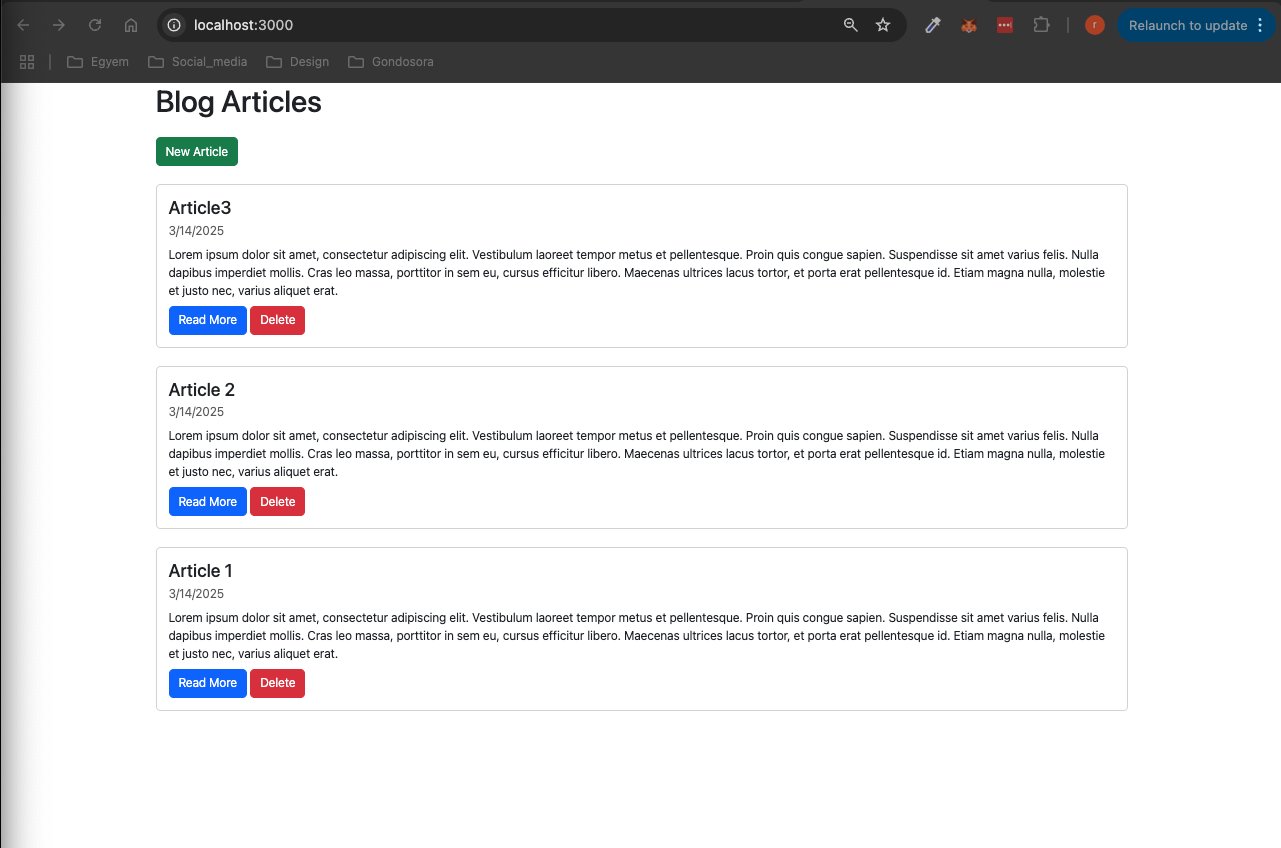 localhost:3000
r
Relaunch to update
Egyem
Social_media
Design
Gondosora
Blog Articles
New Article
Article3
3/14/2025
Lorem ipsum dolor sit amet, consectetur adipiscing elit. Vestibulum laoreet tempor metus et pellentesque. Proin quis congue sapien. Suspendisse sit amet varius felis. Nulla
dapibus imperdiet mollis. Cras leo massa, porttitor in sem eu, cursus efficitur libero. Maecenas ultrices lacus tortor, et porta erat pellentesque id. Etiam magna nulla, molestie
et justo nec, varius aliquet erat.
Read More Delete
Article 2
3/14/2025
Lorem ipsum dolor sit amet, consectetur adipiscing elit. Vestibulum laoreet tempor metus et pellentesque. Proin quis congue sapien. Suspendisse sit amet varius felis. Nulla
dapibus imperdiet mollis. Cras leo massa, porttitor in sem eu, cursus efficitur libero. Maecenas ultrices lacus tortor, et porta erat pellentesque id. Etiam magna nulla, molestie
et justo nec, varius aliquet erat.
Read More Delete
Article 1
3/14/2025
Lorem ipsum dolor sit amet, consectetur adipiscing elit. Vestibulum laoreet tempor metus et pellentesque. Proin quis congue sapien. Suspendisse sit amet varius felis. Nulla
dapibus imperdiet mollis. Cras leo massa, porttitor in sem eu, cursus efficitur libero. Maecenas ultrices lacus tortor, et porta erat pellentesque id. Etiam magna nulla, molestie
et justo nec, varius aliquet erat.
Read More Delete